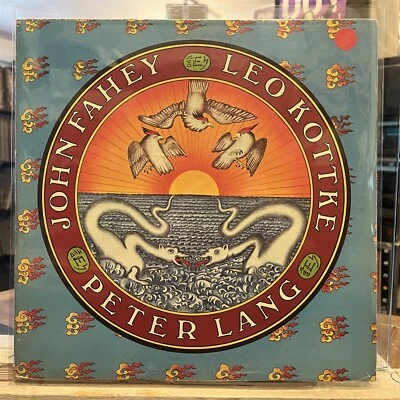 JOHN FAHEY
LEO KOTTKE
PETER LANG